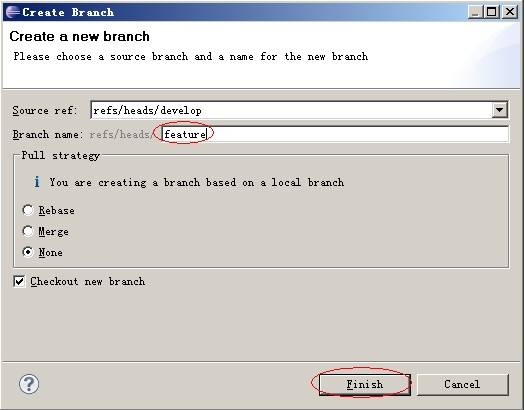 Create Branch
Create a new branch
Please choose a source branch and a name for the new branch
Source ref: refs/heads/develop
Branch name: refs/heads/ feature
Pull strategy
i You are creating a branch based on a local branch
Rebase
Merge
None
Checkout new branch
? Finish Cancel